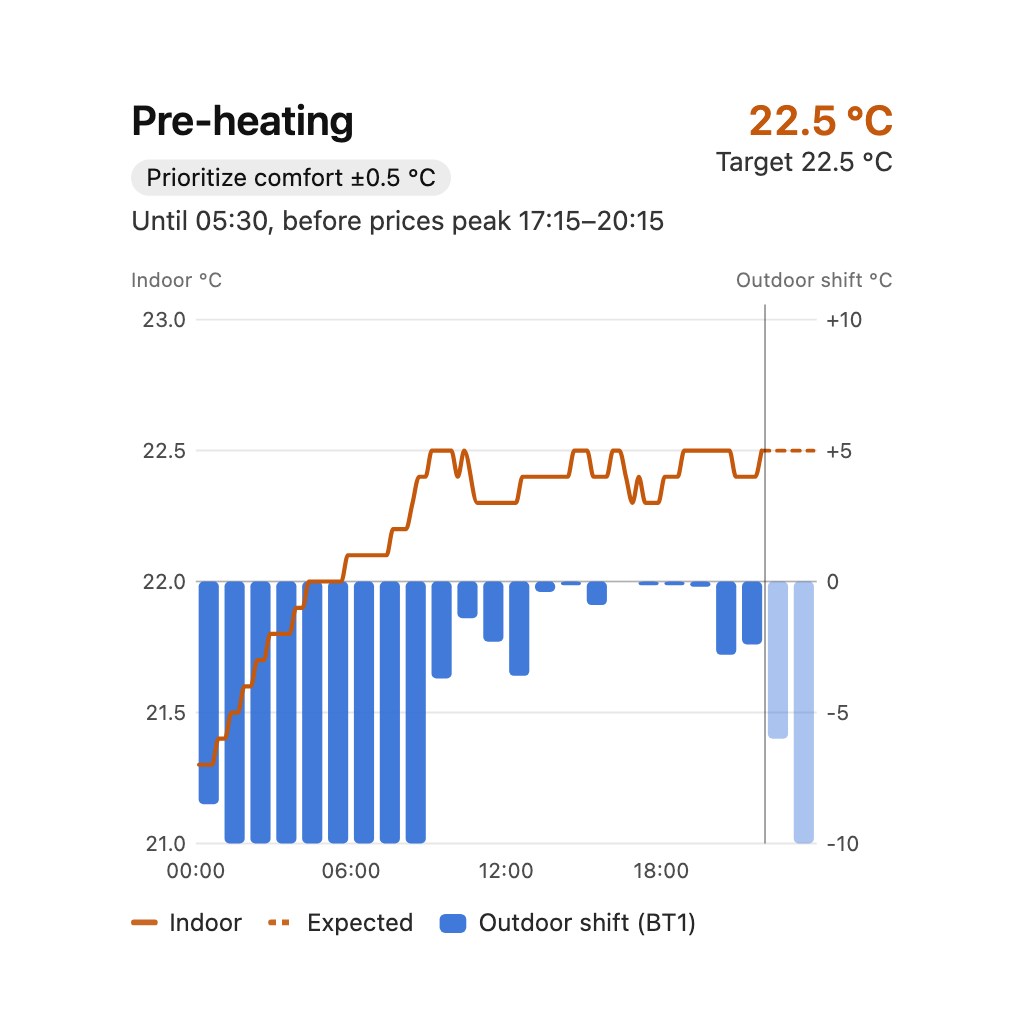 Pre-heating
22.5 °C
Target 22.5 °C
Prioritize comfort ±0.5 °C
Until 05:30, before prices peak 17:15–20:15
Indoor °C
Outdoor shift °C
23.0
+10
22.5
+5
22.0
0
21.5
-5
21.0
-10
00:00
06:00
12:00
18:00
Indoor
Expected
Outdoor shift (BT1)